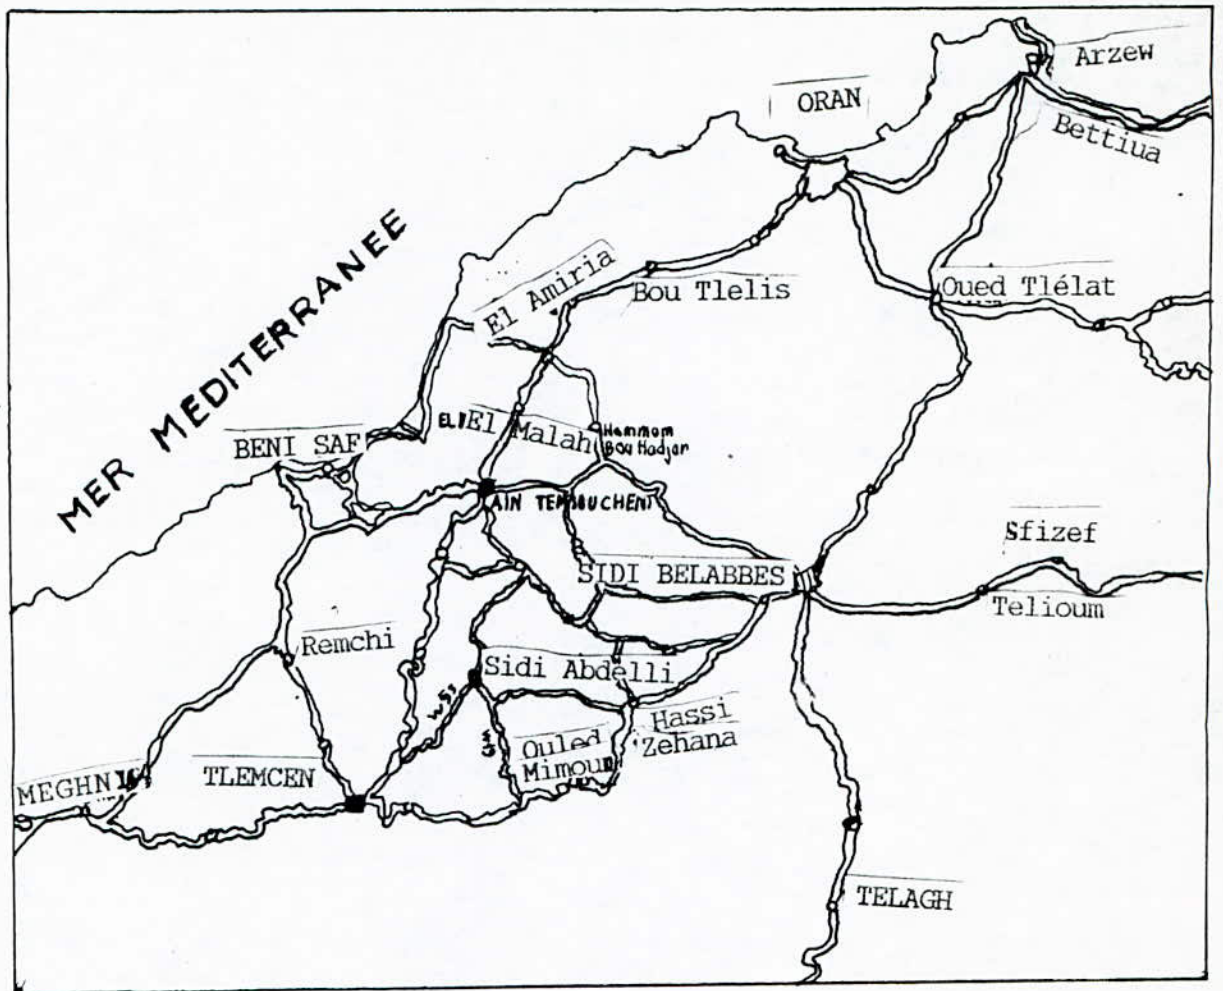 Arzew
ORAN
Bettiua
MER MEDITERRANEE
El Amiria
Bou Tlelis
Oued Tlélat
El Malah
Hammam
Bou Hadjar
BENI SAF
AIN TEMOUCHENT
Sfizef
SIDI BELABBES
Telioum
Remchi
Sidi Abdelli
W53
Hassi
Zehana
Ouled
Mimoun
MEGHNIA
TLEMCEN
TELAGH